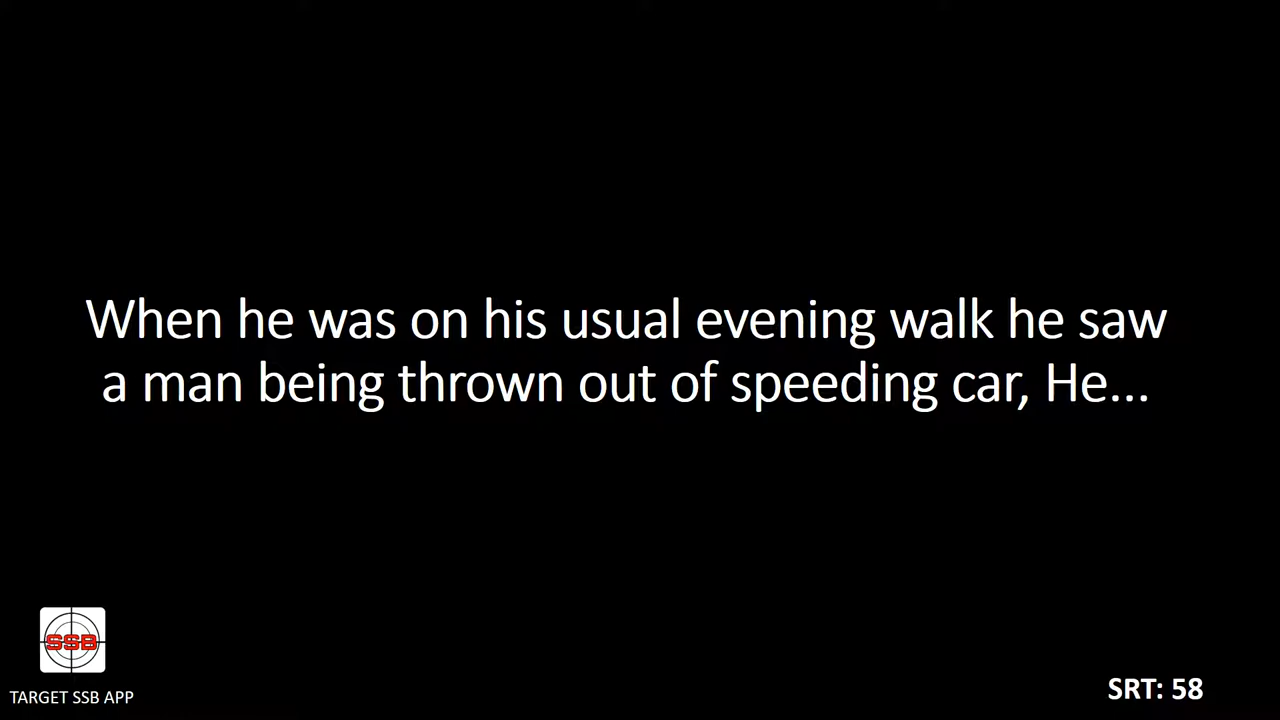 When he was on his usual evening walk he saw
a man being thrown out of speeding car, He...
SSB
TARGET SSB APP
SRT: 58